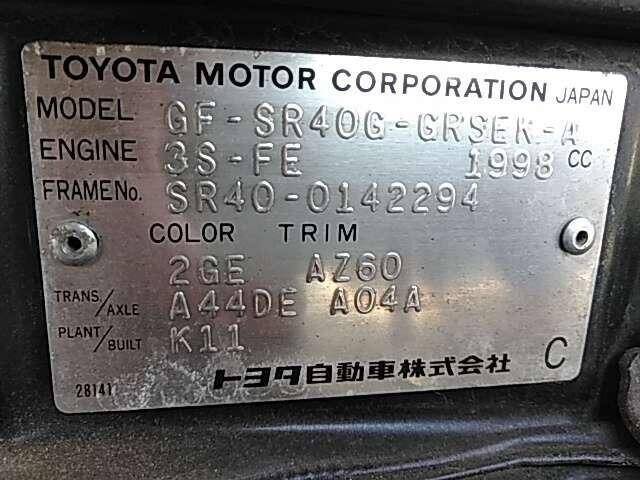 TOYOTA MOTOR CORPORATION JAPAN
MODEL GF-SR40G-GRSEK-A
ENGINE 3S-FE 1998 CC
FRAME No. SR40-0142294
COLOR TRIM
2GE AZ60
TRANS/AXLE A44DE A04A
PLANT/BUILT K11
28141 トヨタ自動車株式会社 C